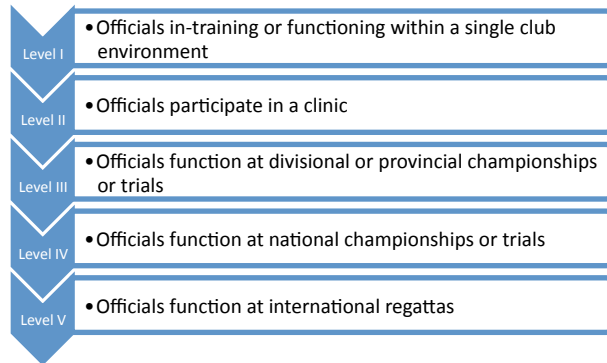 Level I
•Officials in-training or functioning within a single club
environment
Level II
•Officials participate in a clinic
Level III
•Officials function at divisional or provincial championships
or trials
Level IV
•Officials function at national championships or trials
Level V
•Officials function at international regattas